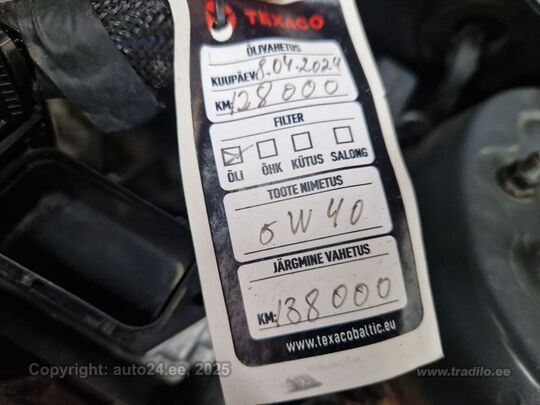 TEXACO
ÕLIVAHETUS
KUUPÄEV: 8.04.2024
KM: 128000
FILTER
ÕLI ÕHK KÜTUS SALONG
TOOTE NIMETUS
0W40
JÄRGMINE VAHETUS
KM: 138000
www.texacobaltic.eu
Copyright: auto24.ee, 2025
www.tradilo.ee